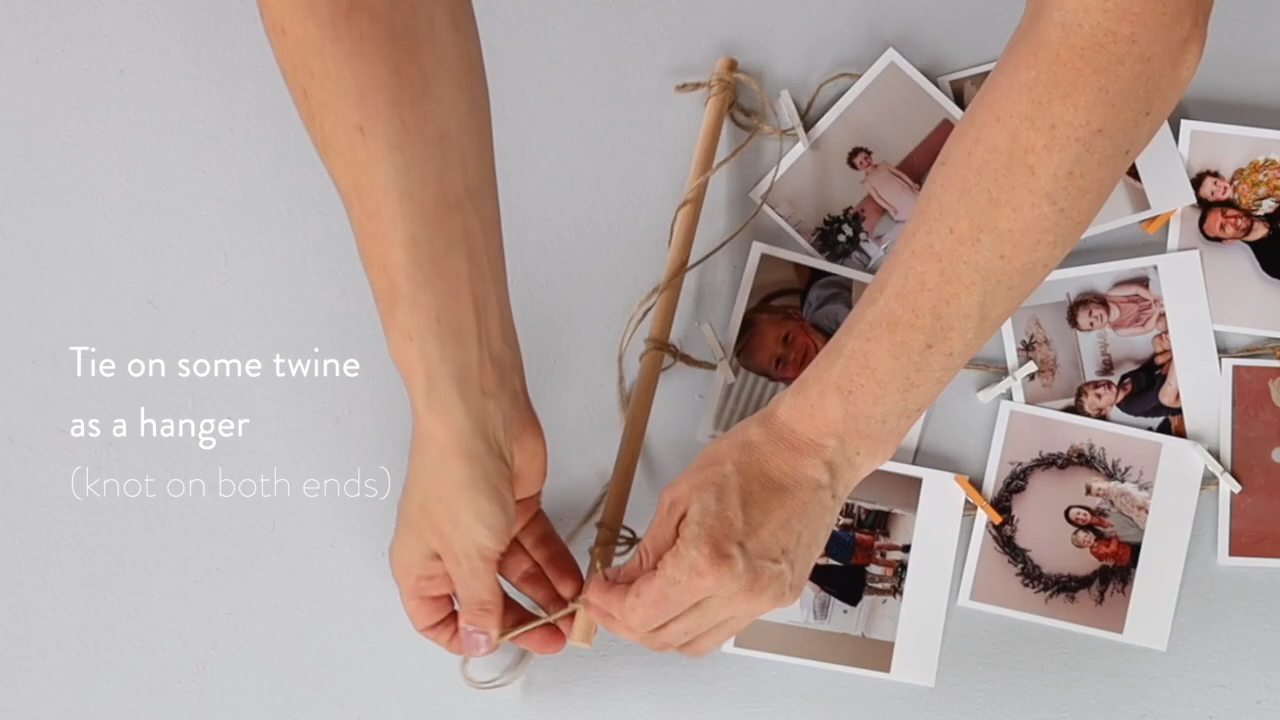 Tie on some twine
as a hanger
(knot on both ends)